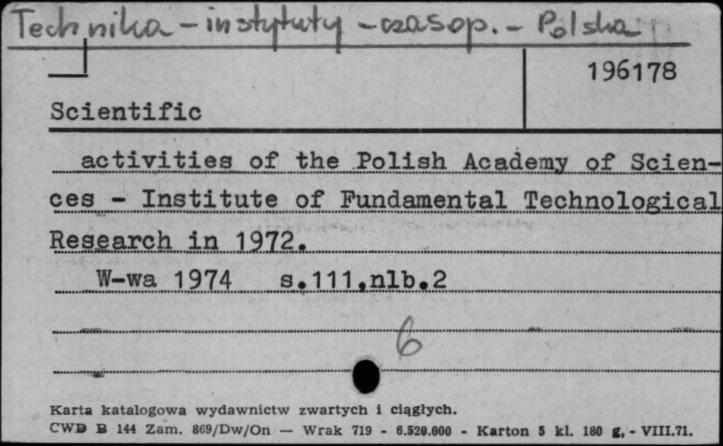 Technika - instytuty - czasop. - Polska
196178
Scientific
activities of the Polish Academy of Scien-
ces - Institute of Fundamental Technological
Research in 1972.
W-wa 1974 s.111,nlb.2
6
Karta katalogowa wydawnictw zwartych i ciągłych.
CWD B 144 Zam. 869/Dw/On — Wrak 719 - 6.520.000 - Karton 5 kl. 180 g. - VIII.71.